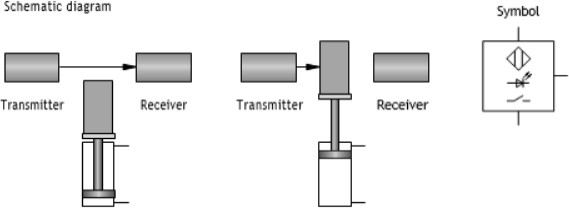 Schematic diagram
Symbol
Transmitter
Receiver
Transmitter
Receiver